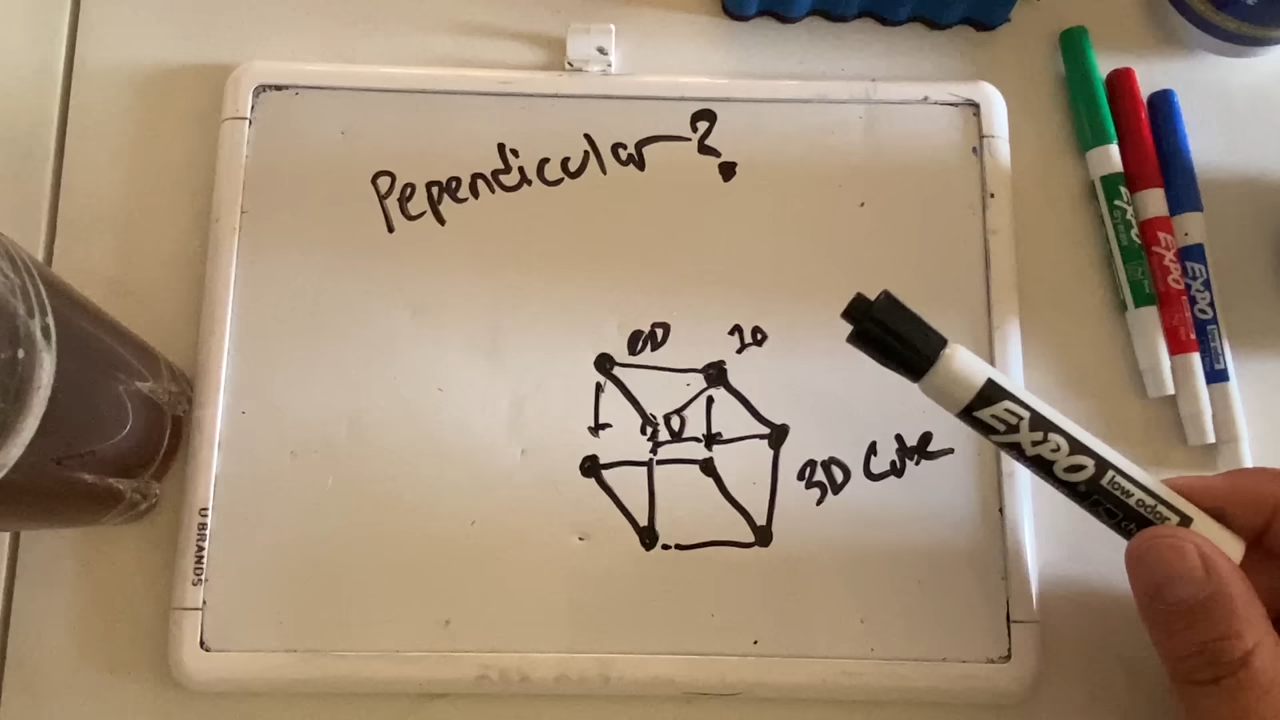 Pependicular?
0D 1D
2D
3D Cube
U BRANDS
EXPO
low odor
EXPO
EXPO
EXPO